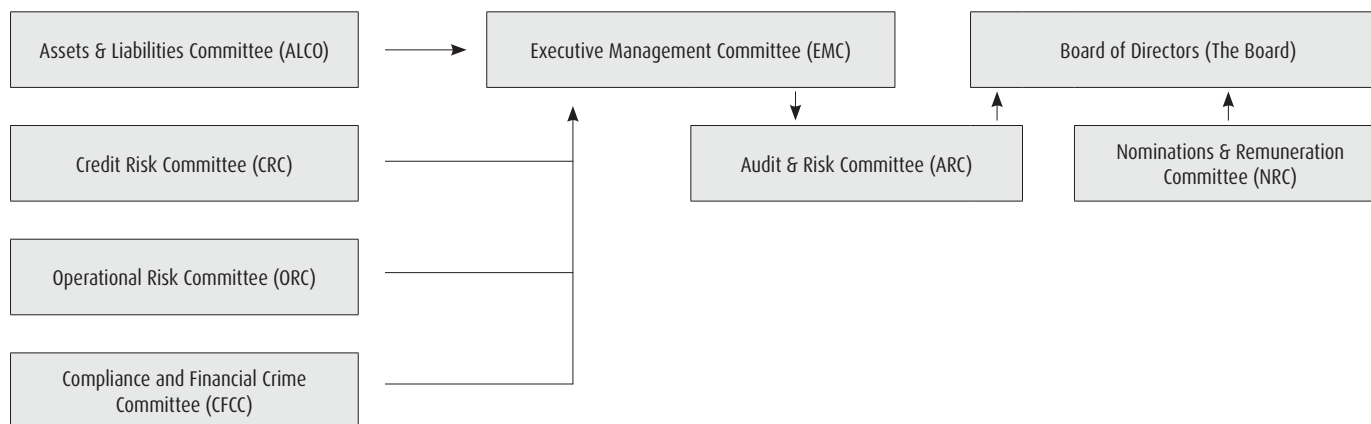 Assets & Liabilities Committee (ALCO)
Executive Management Committee (EMC)
Board of Directors (The Board)
Credit Risk Committee (CRC)
Audit & Risk Committee (ARC)
Nominations & Remuneration
Committee (NRC)
Operational Risk Committee (ORC)
Compliance and Financial Crime
Committee (CFCC)